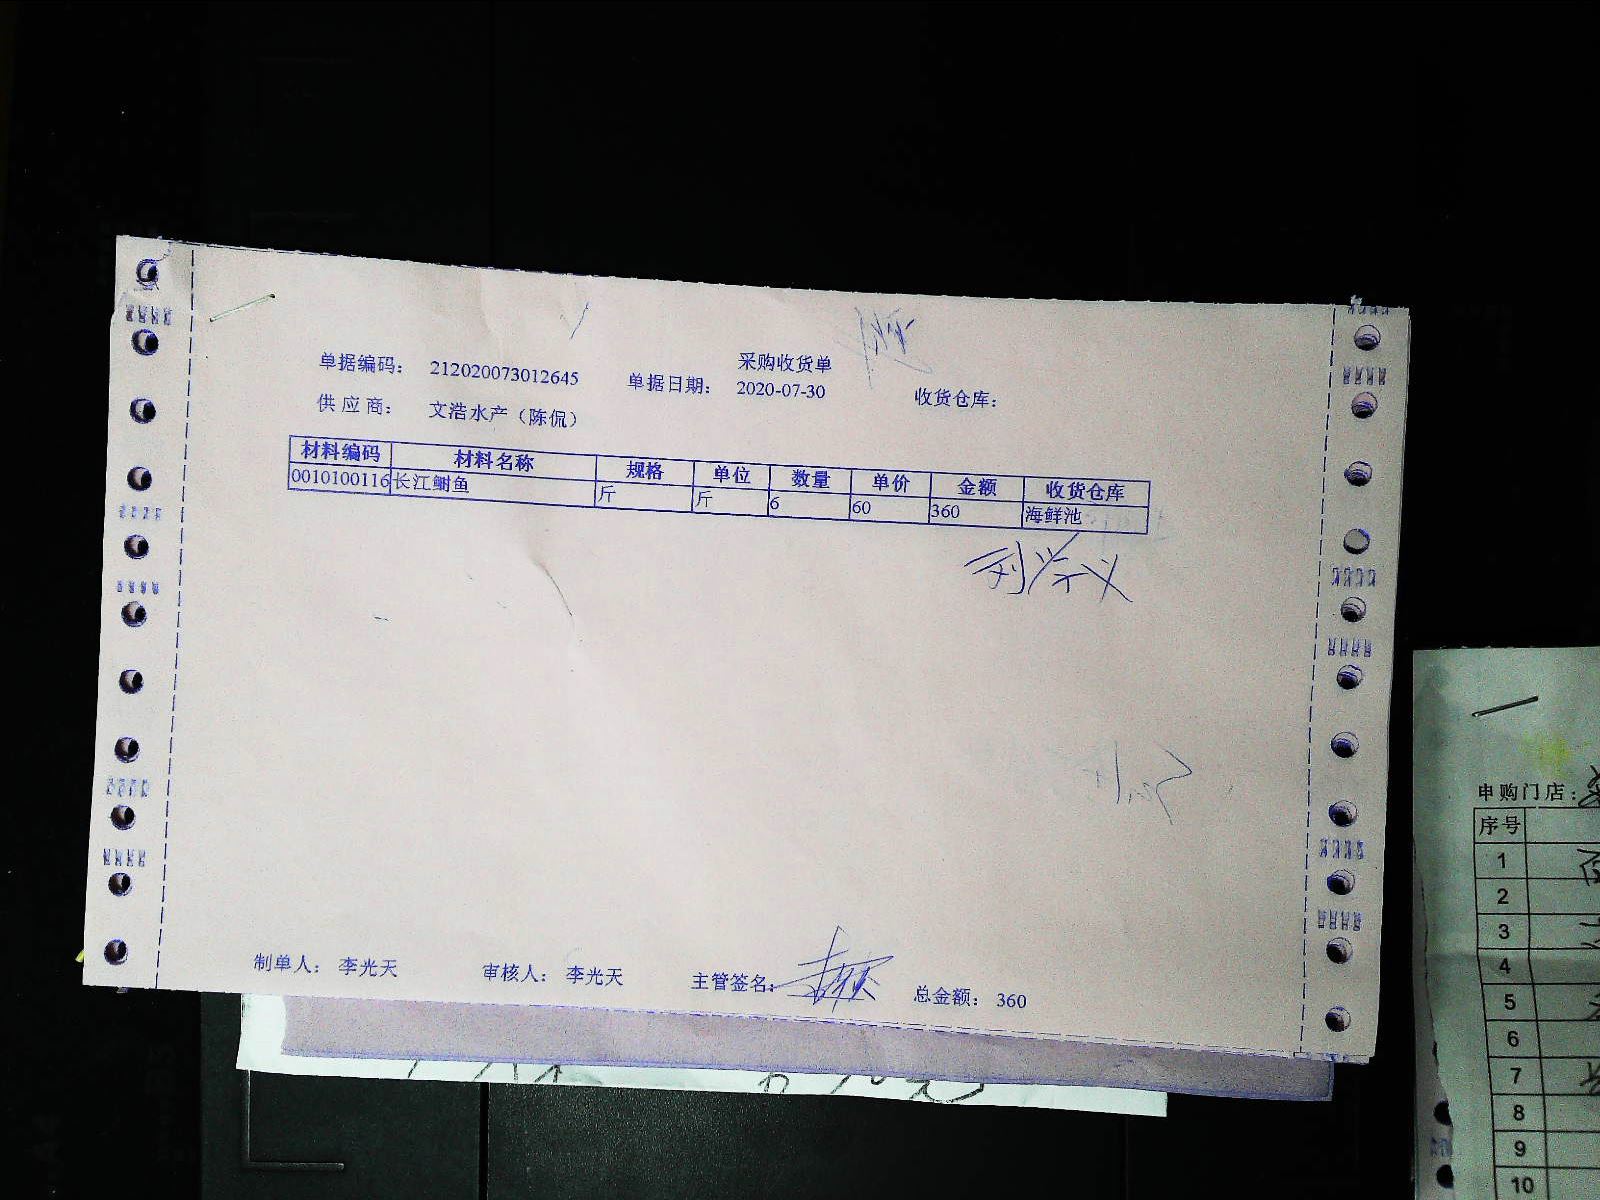 采购收货单
单据编码： 212020073012645 单据日期： 2020-07-30 收货仓库：
供应商： 文浩水产（陈侃）
材料编码 材料名称 规格 单位 数量 单价 金额 收货仓库
0010100116 长江鮰鱼 斤 斤 6 60 360 海鲜池
制单人： 李光天 审核人： 李光天 主管签名： 总金额： 360
申购门店：
序号
1
2
3
4
5
6
7
8
9
10